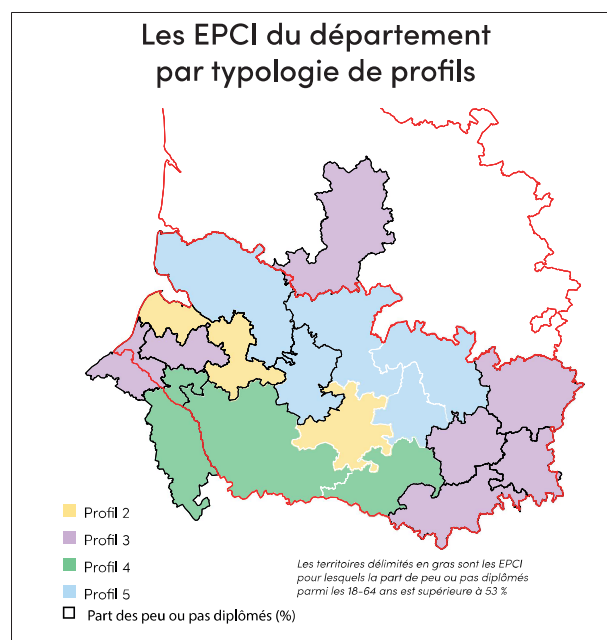 Les EPCI du département
par typologie de profils
Profil 2
Profil 3
Profil 4
Profil 5
Part des peu ou pas diplômés (%)
Les territoires délimités en gras sont les EPCI
pour lesquels la part de peu ou pas diplômés
parmi les 18-64 ans est supérieure à 53 %